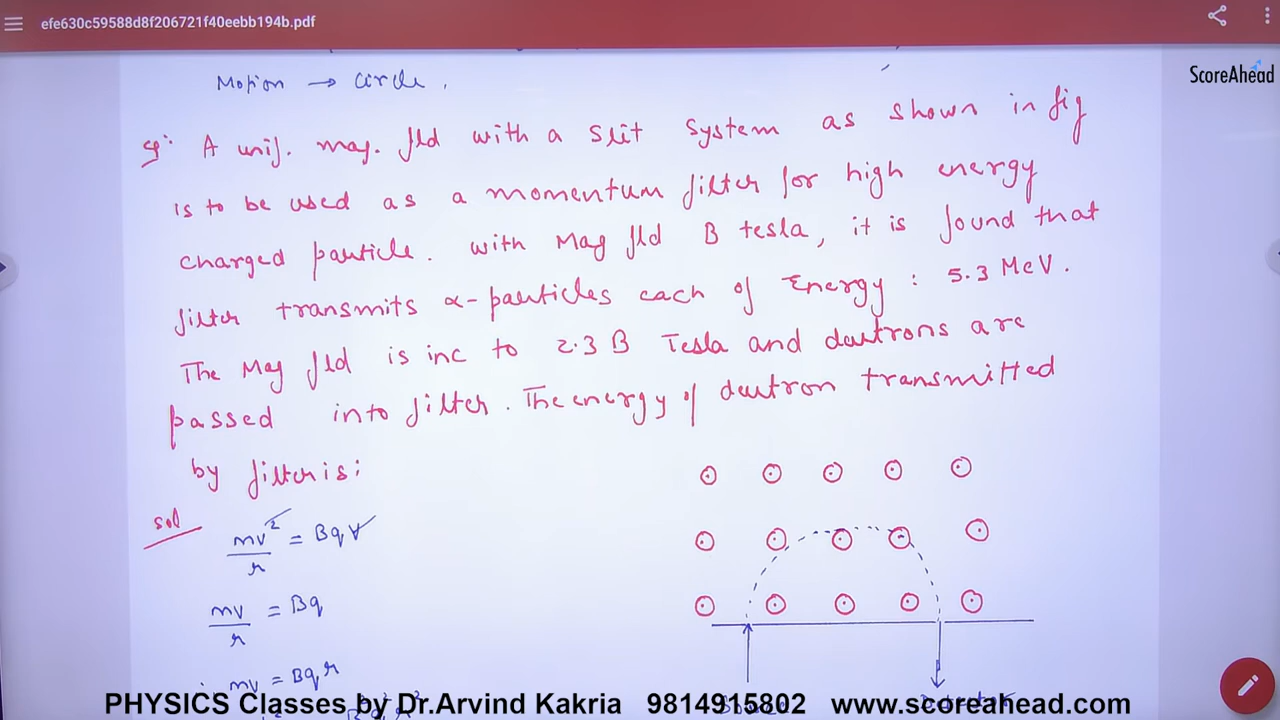 efe630c59588d8f206721f40eebb194b.pdf
ScoreAhead
Motion → circle.
eg: A unif. mag. fld with a slit system as shown in fig
is to be used as a momentum filter for high energy
charged particle. with Mag fld B tesla, it is found that
filter transmits α-particles each of Energy: 5.3 MeV.
The Mag fld is inc to 2.3 B Tesla and deutrons are
passed into filter. The energy of deutron transmitted
by filter is:
Sol
mv²/r = Bqv
mv/r = Bq
mv = Bqr
PHYSICS Classes by Dr.Arvind Kakria 9814915802 www.scoreahead.com